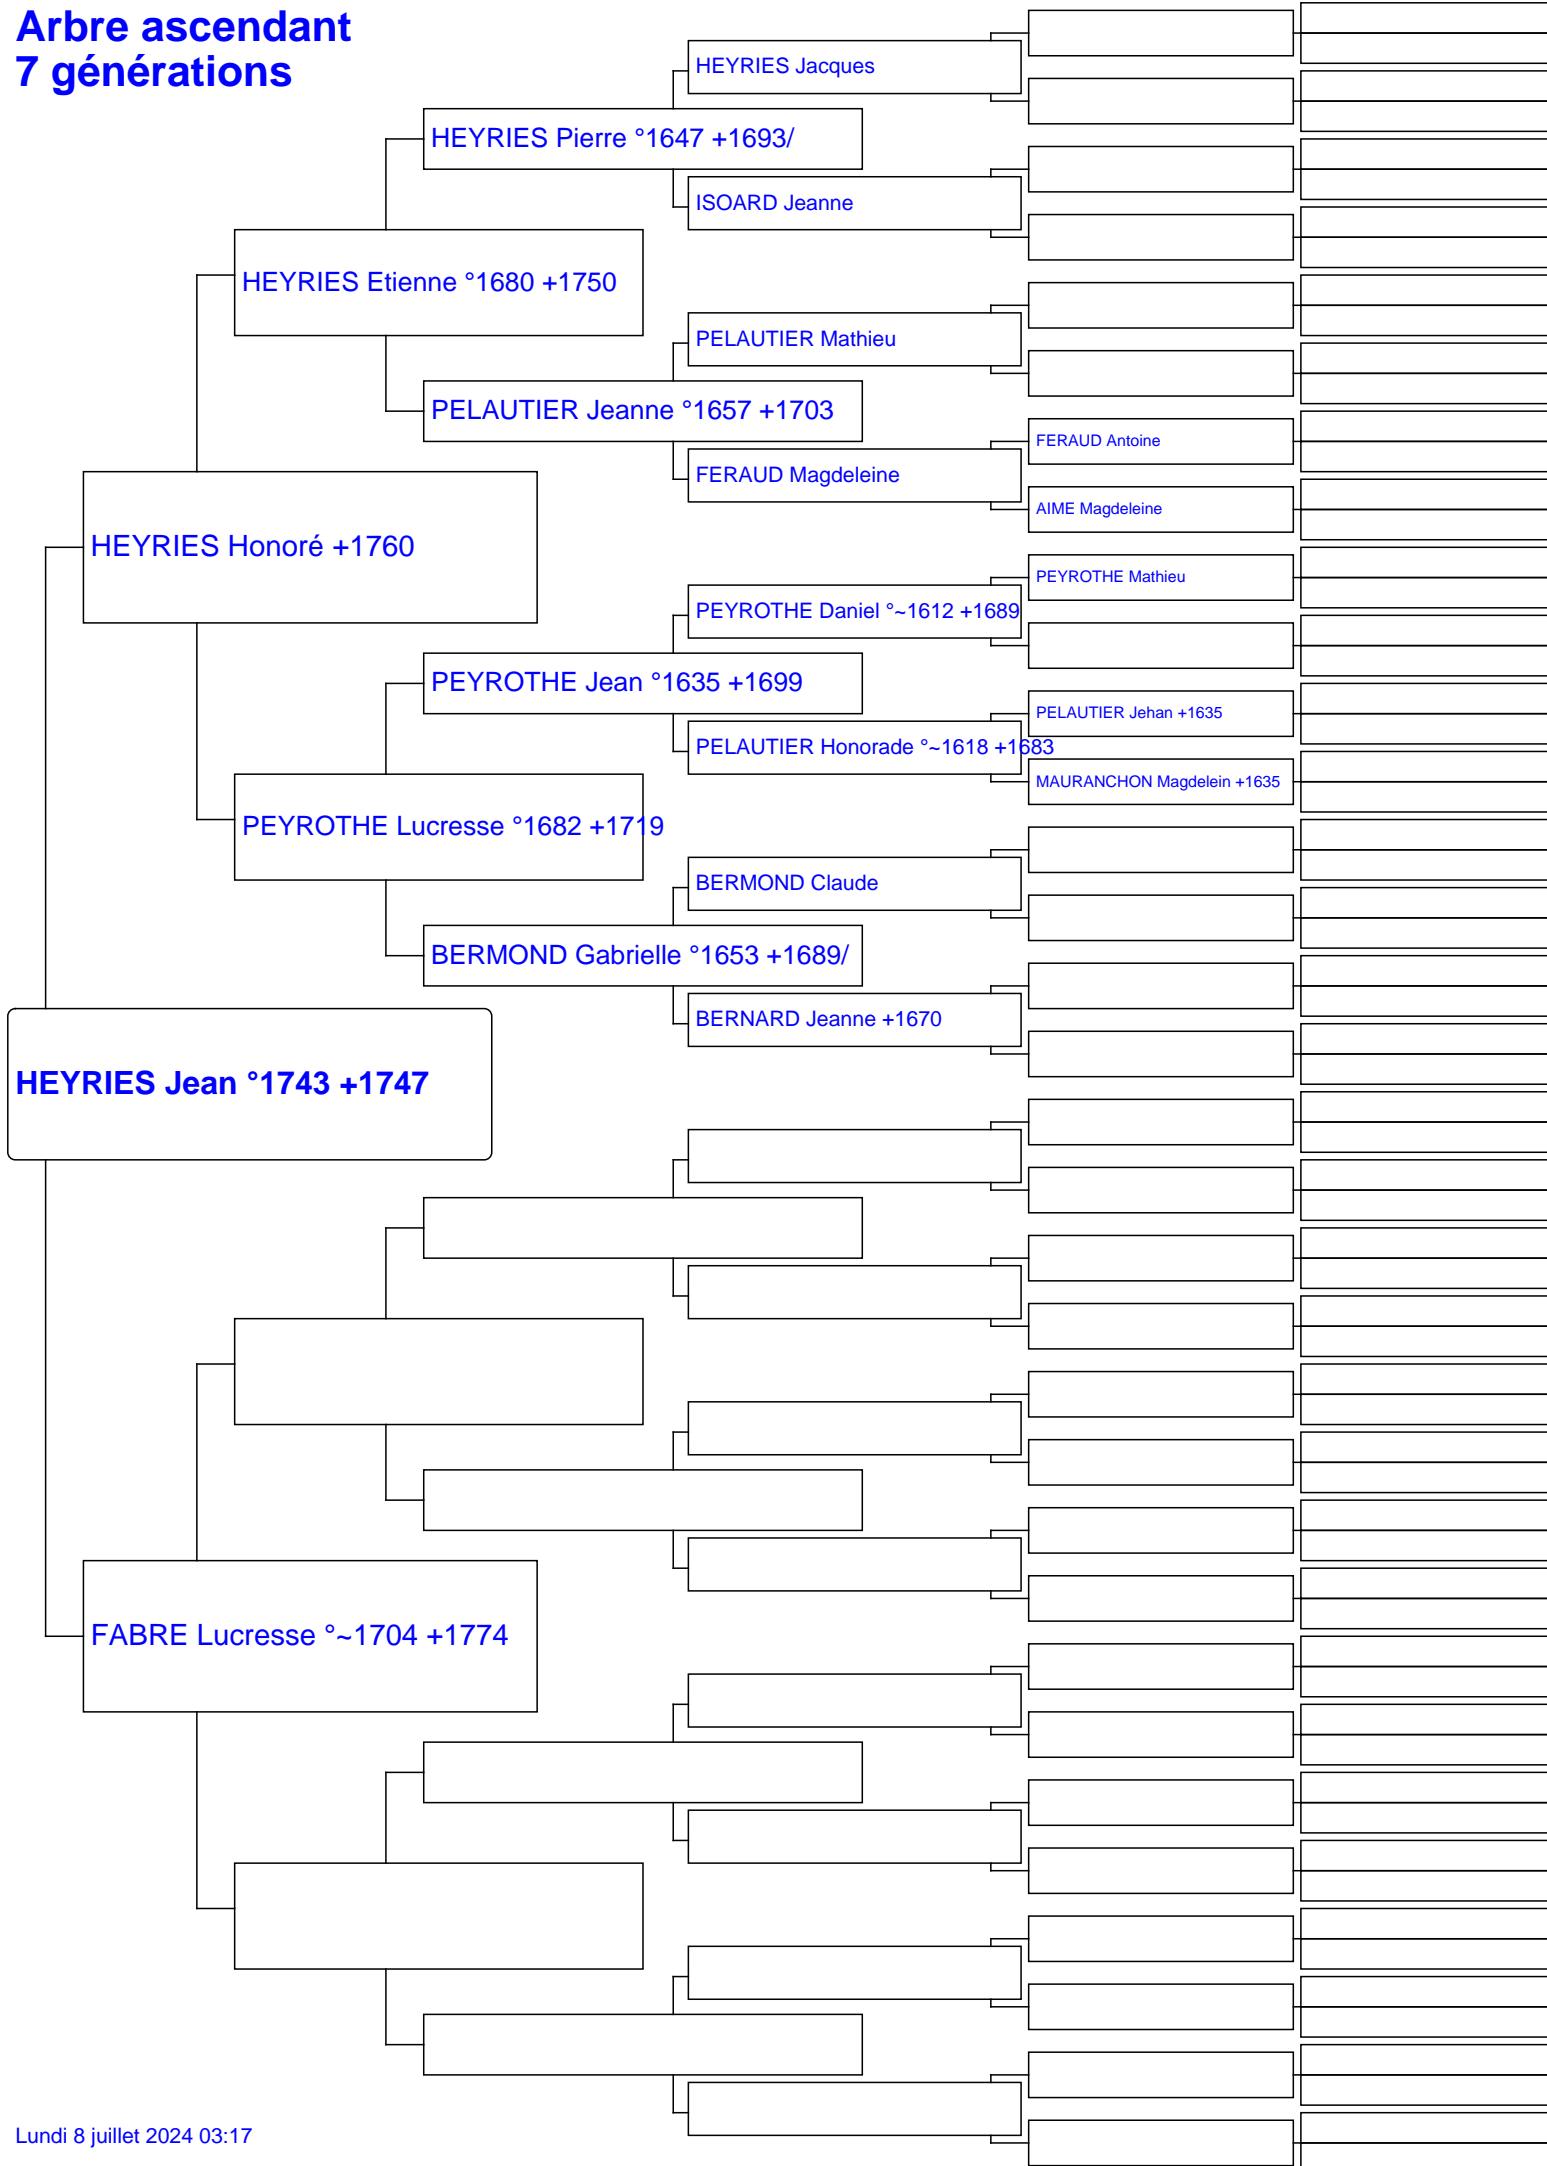 Arbre ascendant
7 générations
HEYRIES Jacques
HEYRIES Pierre °1647 +1693/
ISOARD Jeanne
HEYRIES Etienne °1680 +1750
PELAUTIER Mathieu
PELAUTIER Jeanne °1657 +1703
FERAUD Antoine
FERAUD Magdeleine
AIME Magdeleine
HEYRIES Honoré +1760
PEYROTHE Mathieu
PEYROTHE Daniel °~1612 +1689
PEYROTHE Jean °1635 +1699
PELAUTIER Jehan +1635
PELAUTIER Honorade °~1618 +1683
MAURANCHON Magdelein +1635
PEYROTHE Lucresse °1682 +1719
BERMOND Claude
BERMOND Gabrielle °1653 +1689/
BERNARD Jeanne +1670
HEYRIES Jean °1743 +1747
FABRE Lucresse °~1704 +1774
Lundi 8 juillet 2024 03:17